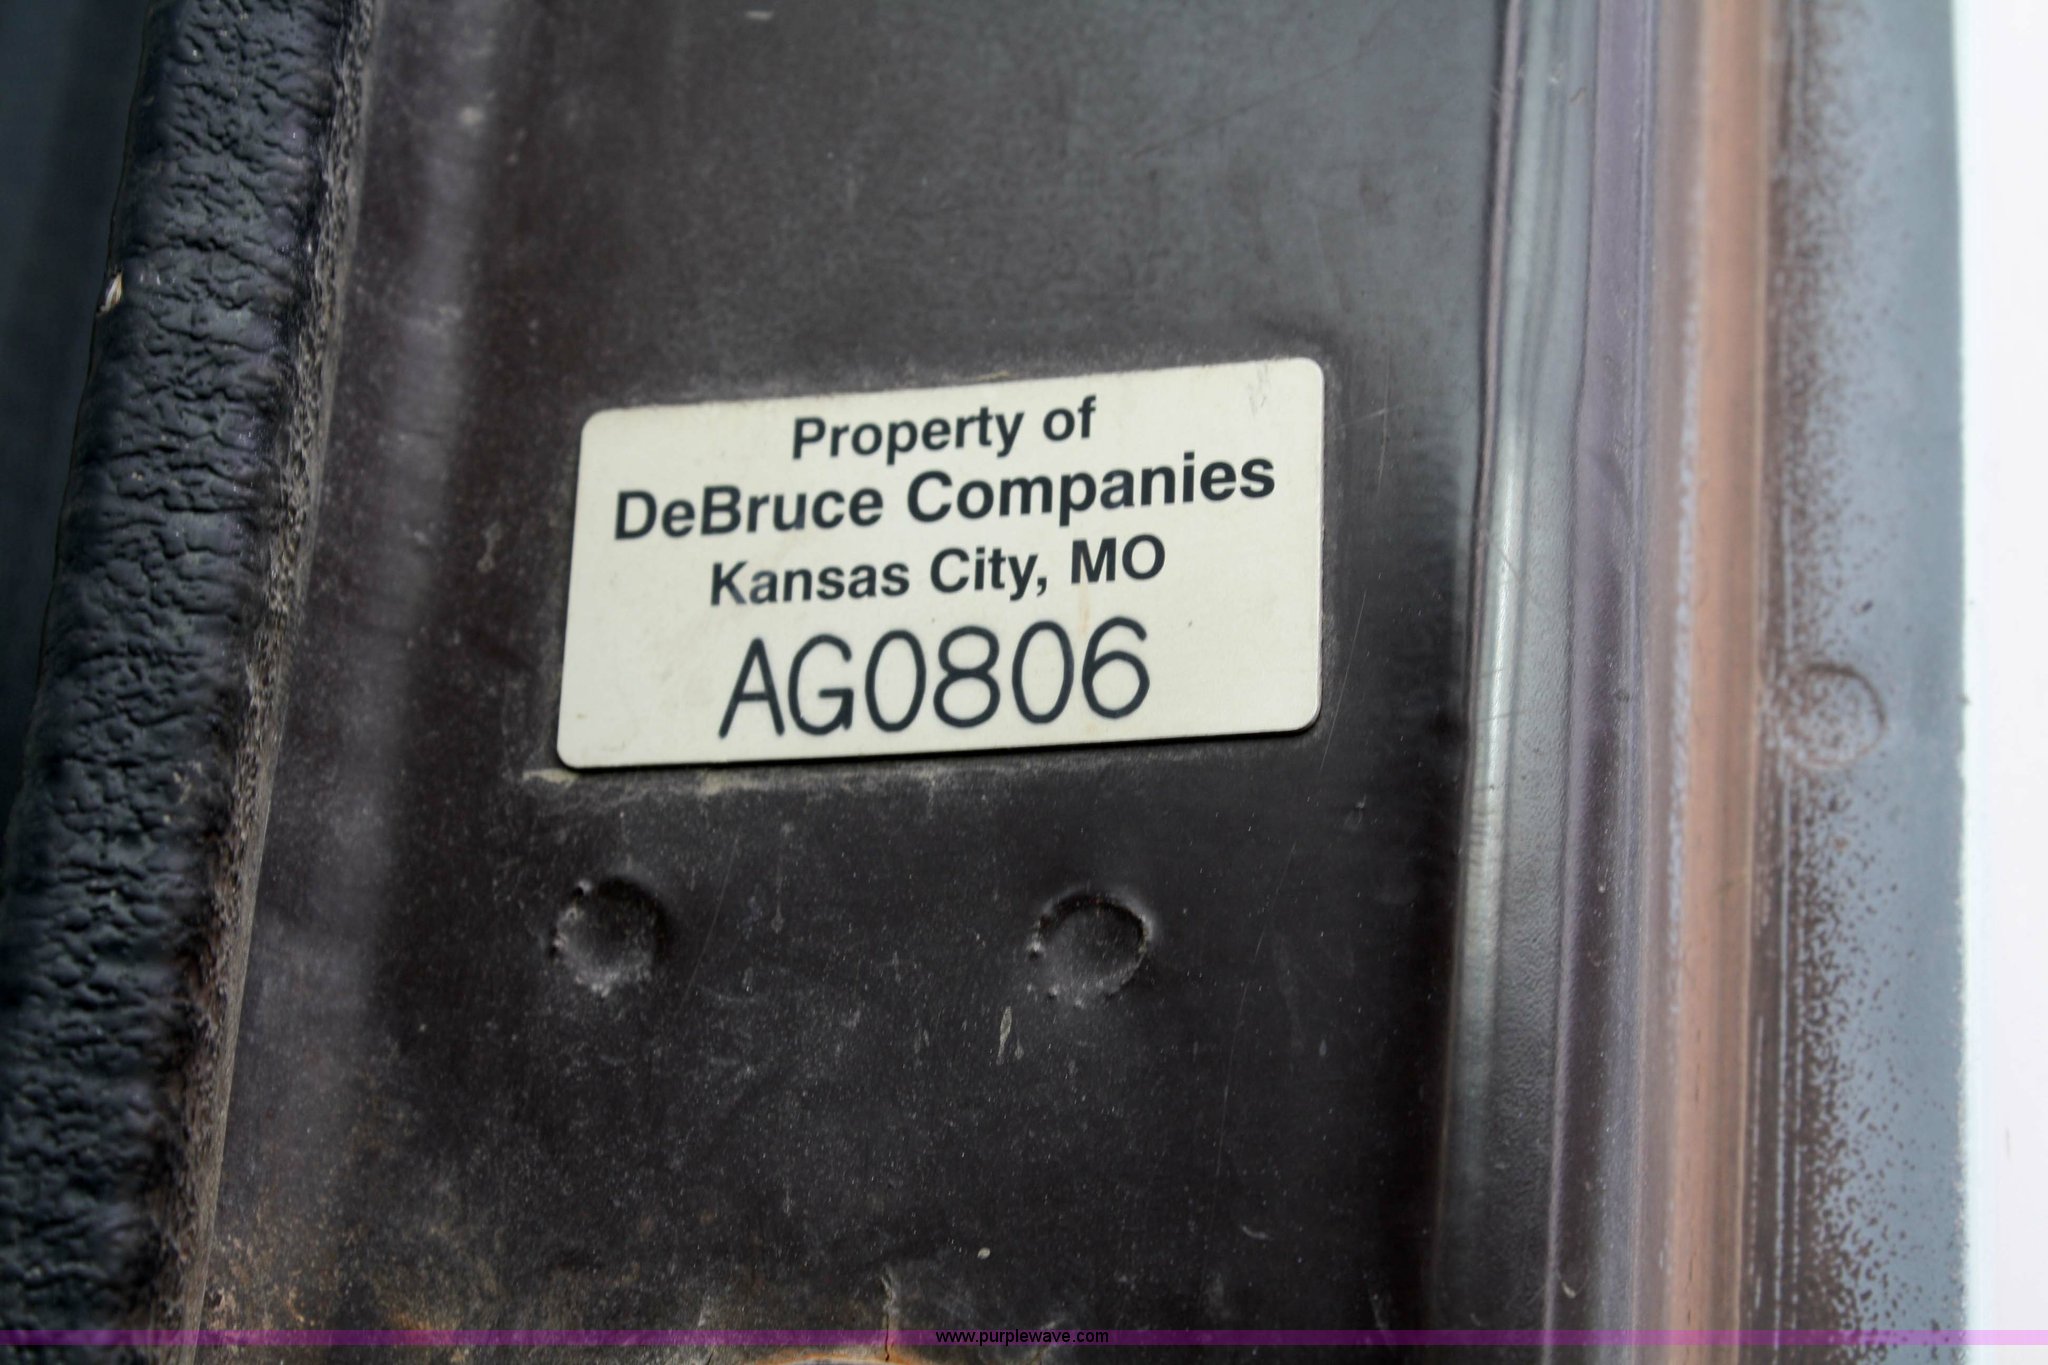 Property of
DeBruce Companies
Kansas City, MO
AG0806
www.purplewave.com